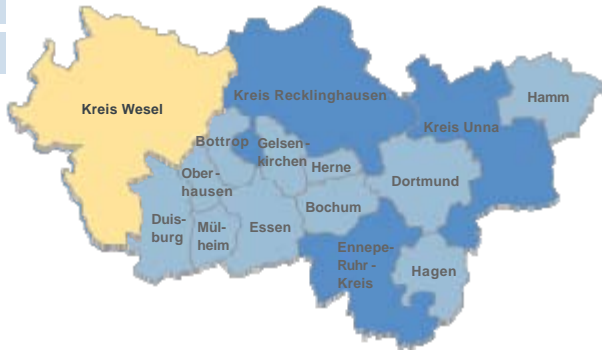 Kreis Wesel
Kreis Recklinghausen
Hamm
Kreis Unna
Bottrop
Gelsen-
kirchen
Herne
Ober-
hausen
Dortmund
Bochum
Duis-
burg
Mül-
heim
Essen
Ennepe-
Ruhr-
Kreis
Hagen